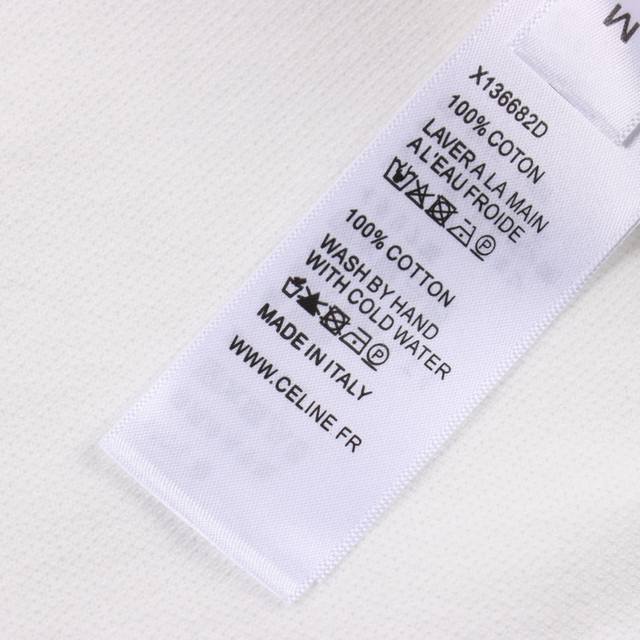 M
X136682D
100% COTON
LAVER A LA MAIN
A L'EAU FROIDE
100% COTTON
WASH BY HAND
WITH COLD WATER
MADE IN ITALY
WWW.CELINE FR